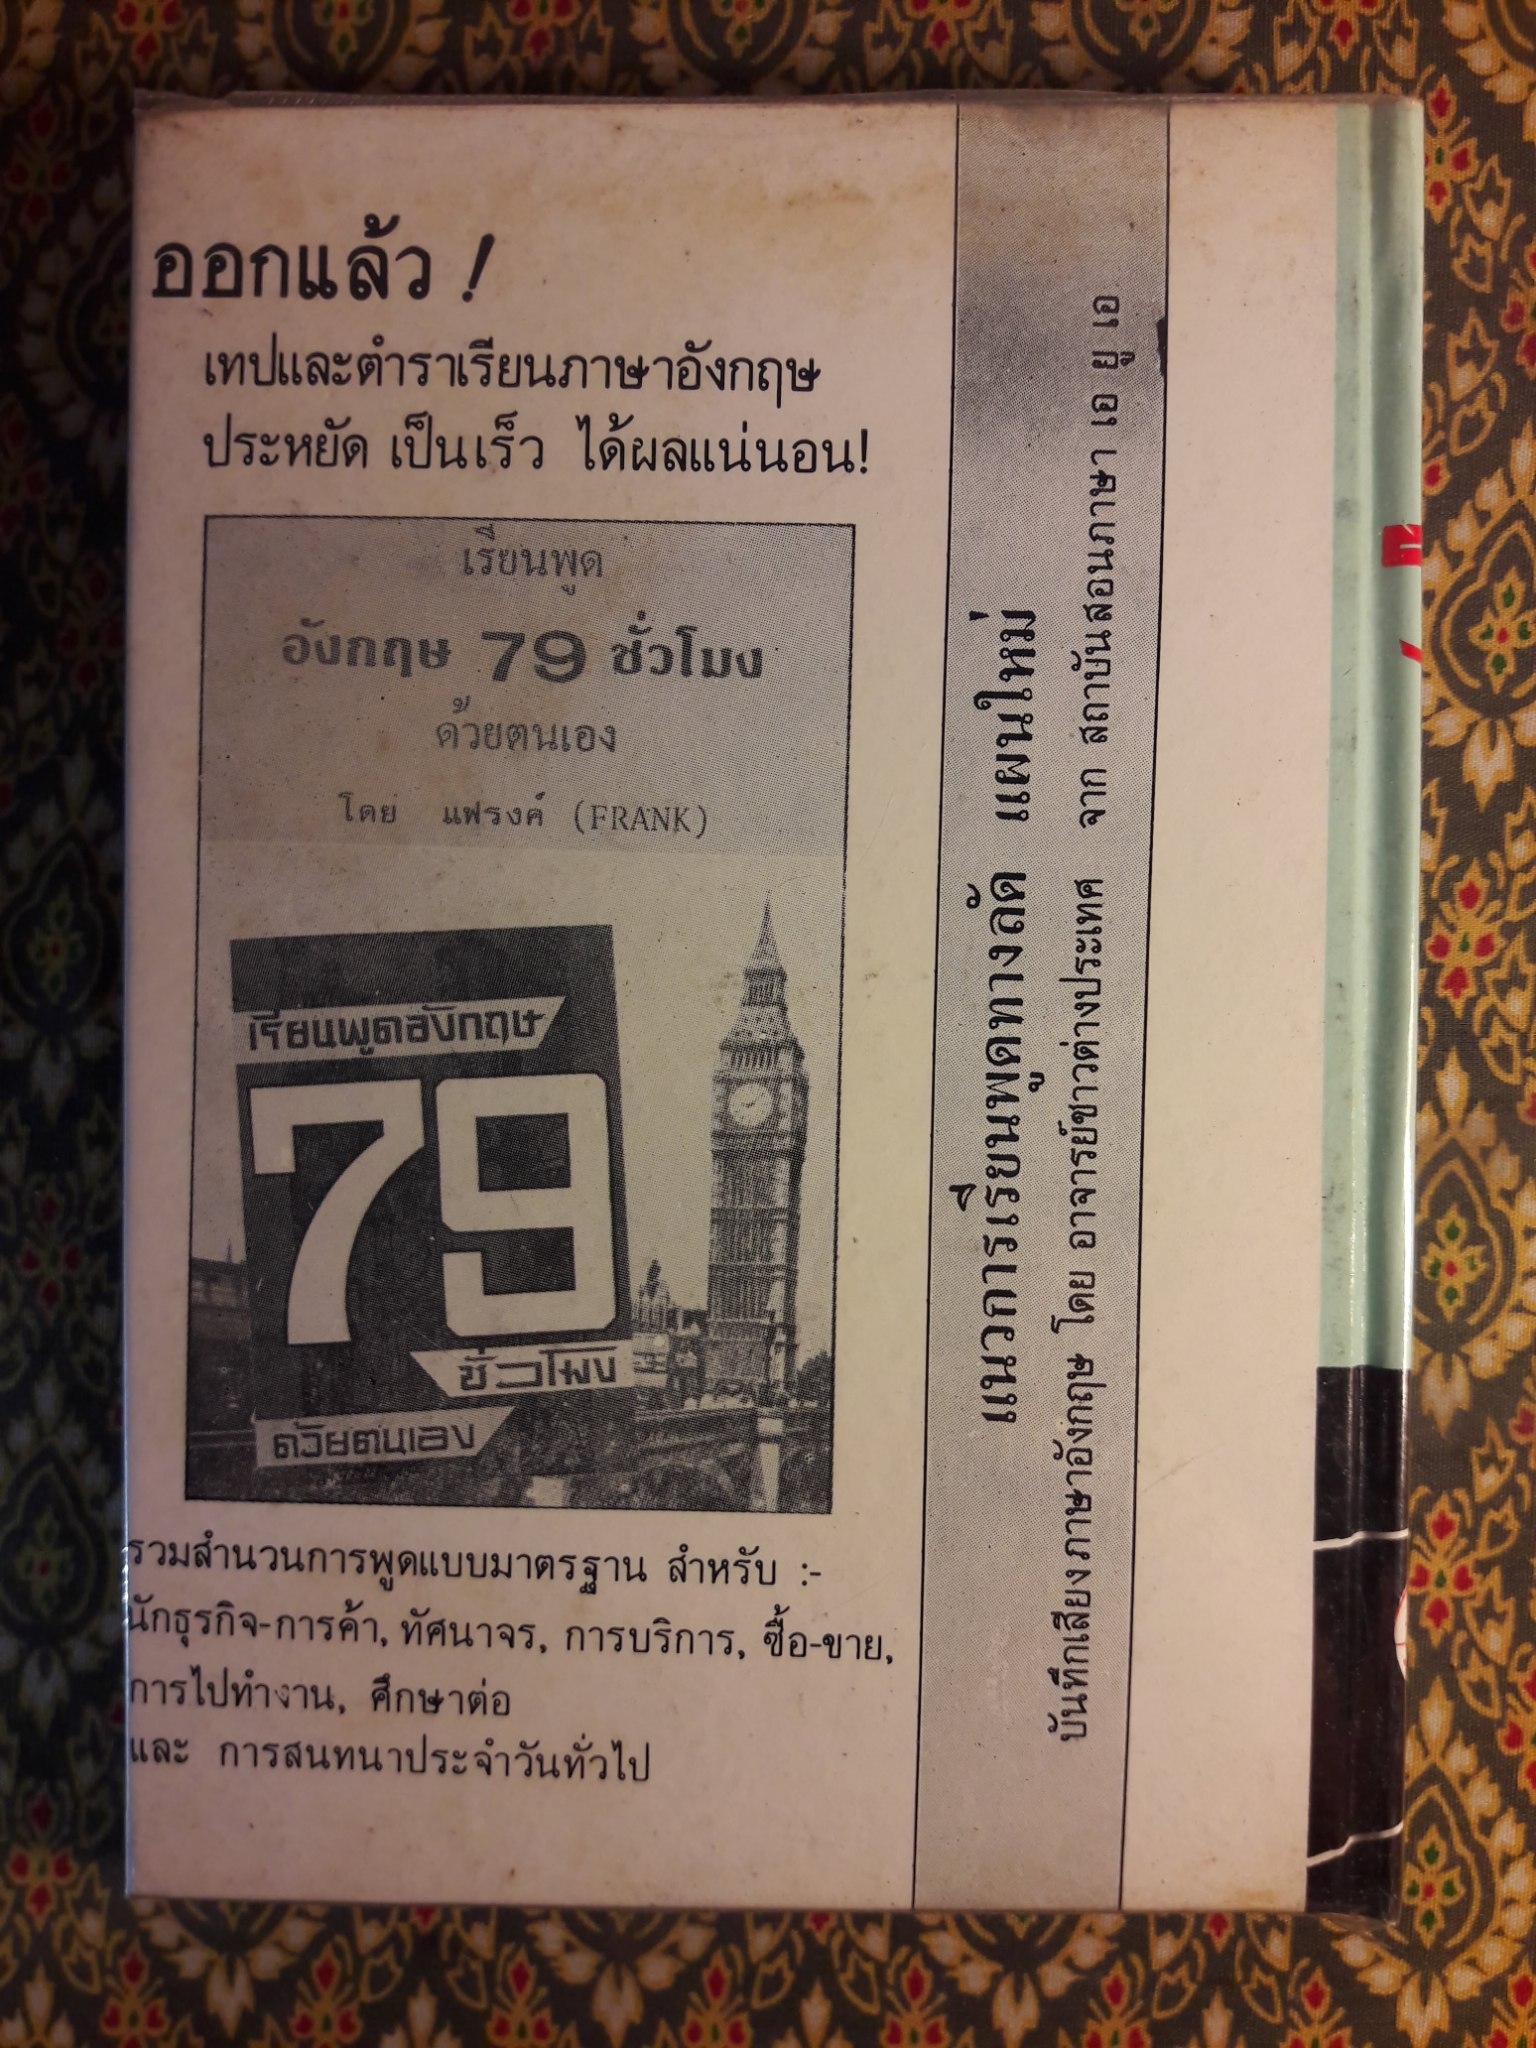 ออกแล้ว !
เทปและตำราเรียนภาษาอังกฤษ
ประหยัด เป็นเร็ว ได้ผลแน่นอน!
เรียนพูด
อังกฤษ 79 ชั่วโมง
ด้วยตนเอง
โดย แฟรงค์ (FRANK)
เรียนพูดอังกฤษ
79
ชั่วโมง
ด้วยตนเอง
รวมสำนวนการพูดแบบมาตรฐาน สำหรับ :-
นักธุรกิจ-การค้า, ทัศนาจร, การบริการ, ซื้อ-ขาย,
การไปทำงาน, ศึกษาต่อ
และ การสนทนาประจำวันทั่วไป
แนวการเรียนพูดทางลัด แผนใหม่
บันทึกเสียงภาษาอังกฤษ โดย อาจารย์ชาวต่างประเทศ จาก สถาบันสอนภาษา เอ ยู เอ